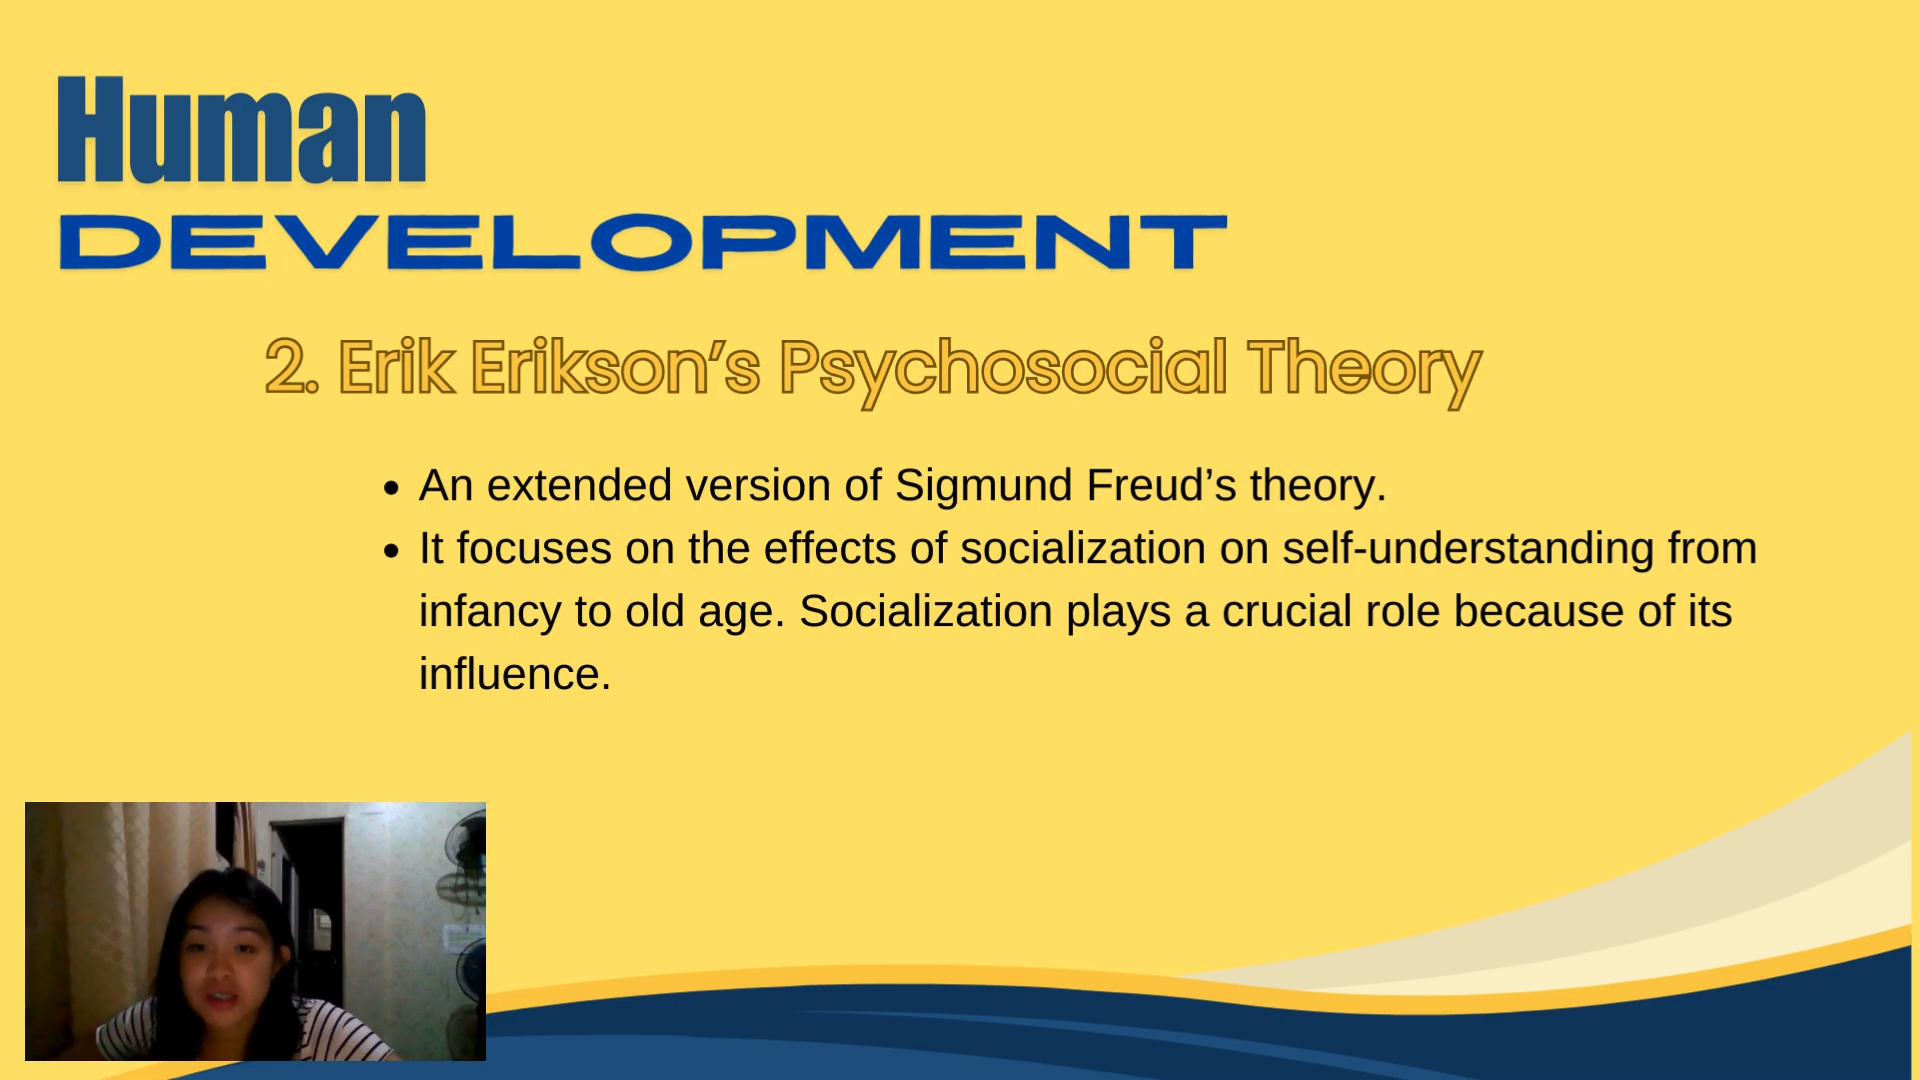 Human
DEVELOPMENT
2. Erik Erikson’s Psychosocial Theory
• An extended version of Sigmund Freud’s theory.
• It focuses on the effects of socialization on self-understanding from
infancy to old age. Socialization plays a crucial role because of its
influence.